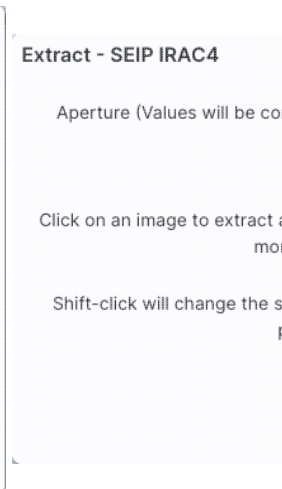 Extract - SEIP IRAC4
Aperture (Values will be
Click on an image to extract
Shift-click will change the